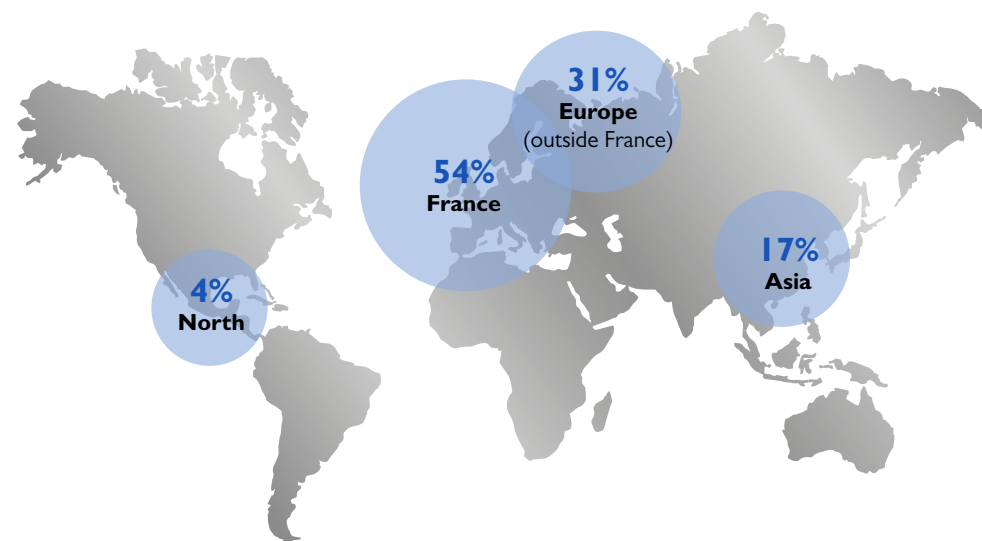 31%
Europe
(outside France)
54%
France
17%
Asia
4%
North